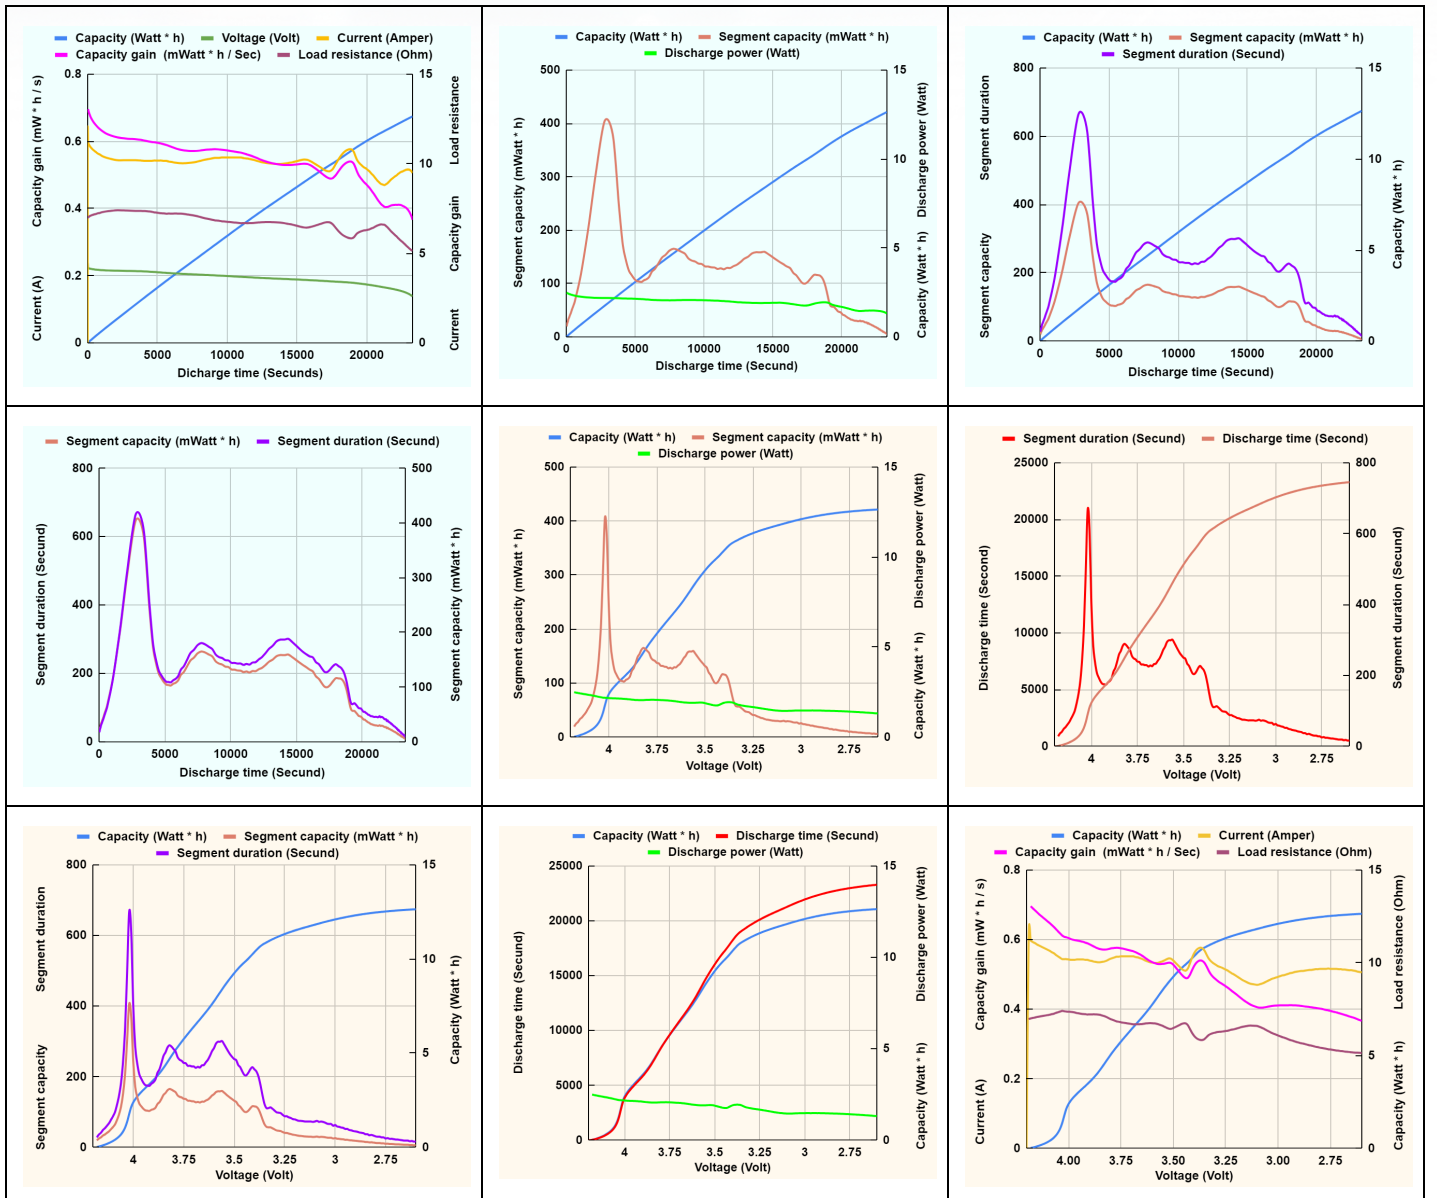 Capacity (Watt * h) Voltage (Volt) Current (Amper)
Capacity gain (mWatt * h / Sec) Load resistance (Ohm)
0.8
0.6
0.4
0.2
0
15
10
5
0
0 5000 10000 15000 20000
Capacity gain (mW * h / s)
Current (A)
Load resistance
Capacity gain
Current
Dicharge time (Seconds)
Capacity (Watt * h) Segment capacity (mWatt * h)
Discharge power (Watt)
500
400
300
200
100
0
15
10
5
0
0 5000 10000 15000 20000
Segment capacity (mWatt * h)
Discharge power (Watt)
Capacity (Watt * h)
Discharge time (Secund)
Capacity (Watt * h) Segment capacity (mWatt * h)
Segment duration (Secund)
800
600
400
200
0
15
10
5
0
0 5000 10000 15000 20000
Segment duration
Segment capacity
Capacity (Watt * h)
Discharge time (Secund)
Segment capacity (mWatt * h) Segment duration (Secund)
800
600
400
200
0
500
400
300
200
100
0
0 5000 10000 15000 20000
Segment duration (Secund)
Segment capacity (mWatt * h)
Discharge time (Secund)
Capacity (Watt * h) Segment capacity (mWatt * h)
Discharge power (Watt)
500
400
300
200
100
0
15
10
5
0
4 3.75 3.5 3.25 3 2.75
Segment capacity (mWatt * h)
Discharge power (Watt)
Capacity (Watt * h)
Voltage (Volt)
Segment duration (Secund) Discharge time (Second)
25000
20000
15000
10000
5000
0
800
600
400
200
0
4 3.75 3.5 3.25 3 2.75
Discharge time (Second)
Segment duration (Secund)
Voltage (Volt)
Capacity (Watt * h) Segment capacity (mWatt * h)
Segment duration (Secund)
800
600
400
200
0
15
10
5
0
4 3.75 3.5 3.25 3 2.75
Segment duration
Segment capacity
Capacity (Watt * h)
Voltage (Volt)
Capacity (Watt * h) Discharge time (Secund)
Discharge power (Watt)
25000
20000
15000
10000
5000
0
15
10
5
0
4 3.75 3.5 3.25 3 2.75
Discharge time (Secund)
Discharge power (Watt)
Capacity (Watt * h)
Voltage (Volt)
Capacity (Watt * h) Current (Amper)
Capacity gain (mWatt * h / Sec) Load resistance (Ohm)
0.8
0.6
0.4
0.2
0
15
10
5
0
4.00 3.75 3.50 3.25 3.00 2.75
Capacity gain (mW * h / s)
Current (A)
Load resistance (Ohm)
Capacity (Watt * h)
Voltage (Volt)